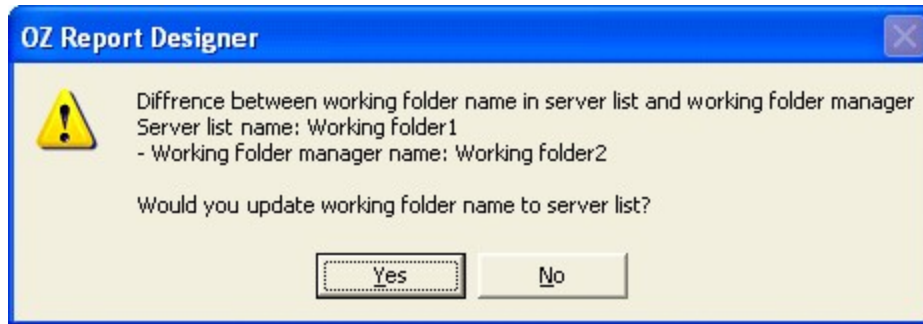 OZ Report Designer
Diffrence between working folder name in server list and working folder manager
Server list name: Working folder1
- Working folder manager name: Working folder2
Would you update working folder name to server list?
Yes
No